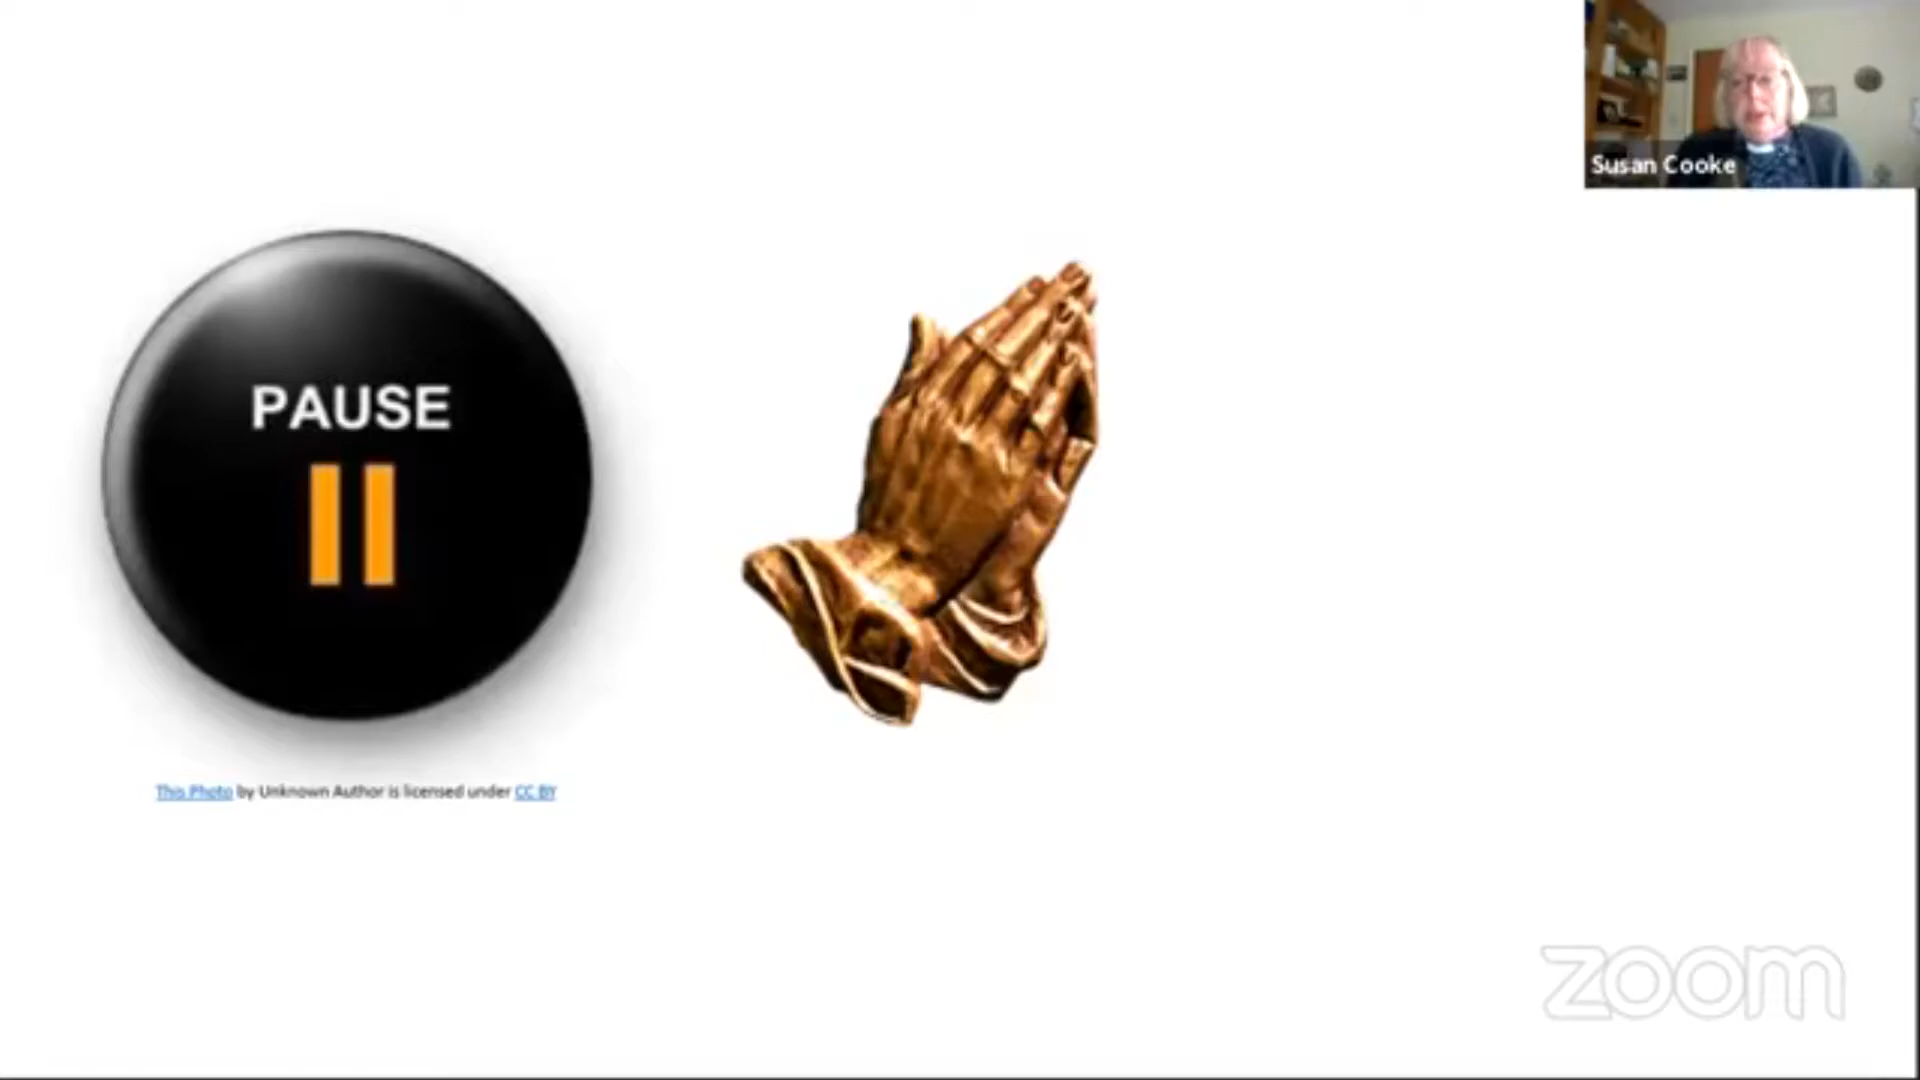 Susan Cooke
PAUSE
This Photo by Unknown Author is licensed under CC BY
zoom